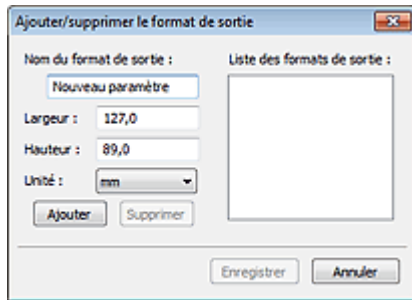 Ajouter/supprimer le format de sortie
Nom du format de sortie :
Liste des formats de sortie :
Nouveau paramètre
Largeur : 127,0
Hauteur : 89,0
Unité : mm
Ajouter Supprimer
Enregistrer Annuler